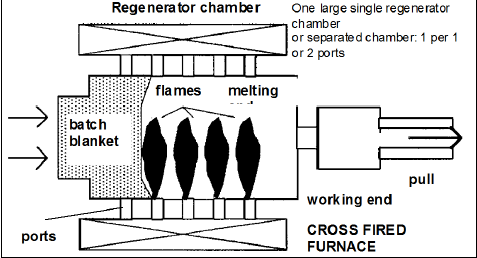 Regenerator chamber
One large single regenerator
chamber
or separated chamber: 1 per 1
or 2 ports
flames
melting
batch
blanket
pull
working end
ports
CROSS FIRED
FURNACE